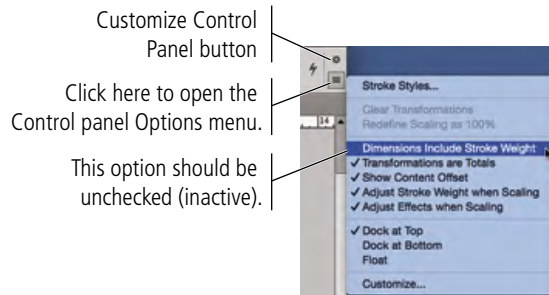 Customize Control
Panel button
Click here to open the
Control panel Options menu.
This option should be
unchecked (inactive).
14
Stroke Styles...
Clear Transformations
Redefine Scaling as 100%
Dimensions Include Stroke Weight
✓ Transformations are Totals
✓ Show Content Offset
✓ Adjust Stroke Weight when Scaling
✓ Adjust Effects when Scaling
✓ Dock at Top
Dock at Bottom
Float
Customize...